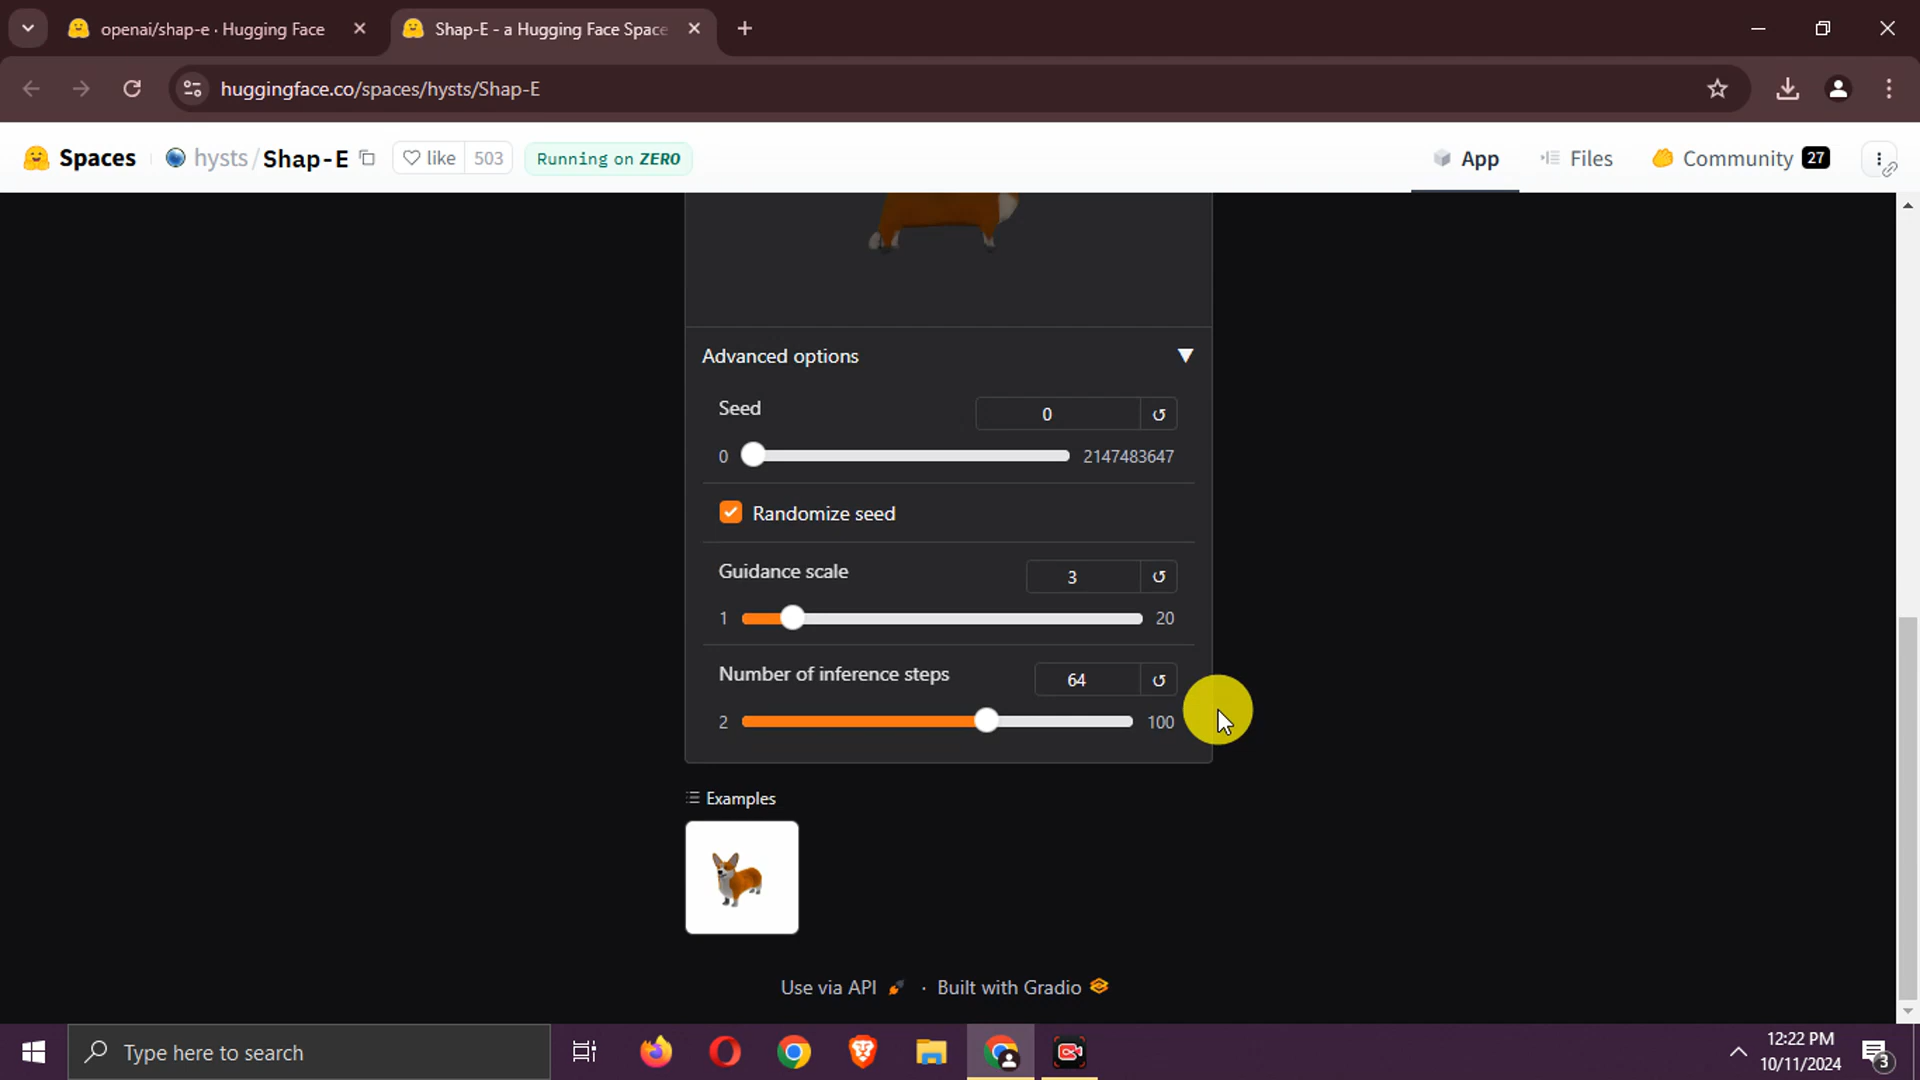 openai/shap-e · Hugging Face
Shap-E - a Hugging Face Space
huggingface.co/spaces/hysts/Shap-E
Spaces
hysts/Shap-E
like 503
Running on ZERO
App
Files
Community 27
Advanced options
Seed
0
0
2147483647
Randomize seed
Guidance scale
3
1
20
Number of inference steps
64
2
100
Examples
Use via API · Built with Gradio
Type here to search
12:22 PM
10/11/2024
3